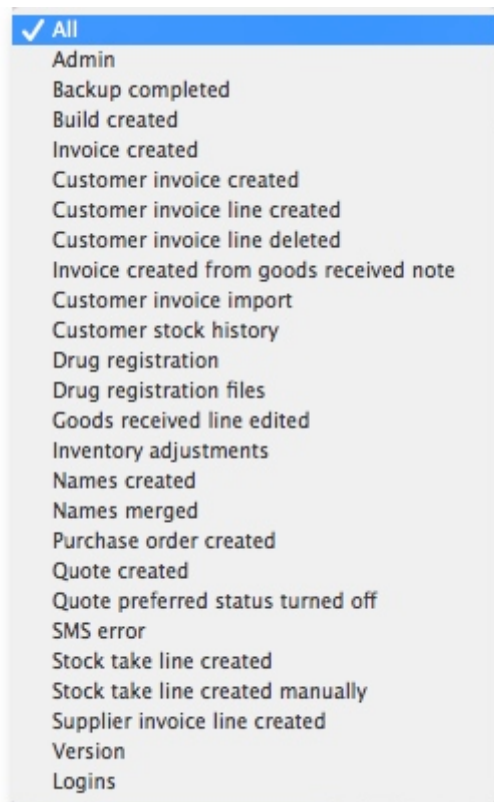 All
Admin
Backup completed
Build created
Invoice created
Customer invoice created
Customer invoice line created
Customer invoice line deleted
Invoice created from goods received note
Customer invoice import
Customer stock history
Drug registration
Drug registration files
Goods received line edited
Inventory adjustments
Names created
Names merged
Purchase order created
Quote created
Quote preferred status turned off
SMS error
Stock take line created
Stock take line created manually
Supplier invoice line created
Version
Logins